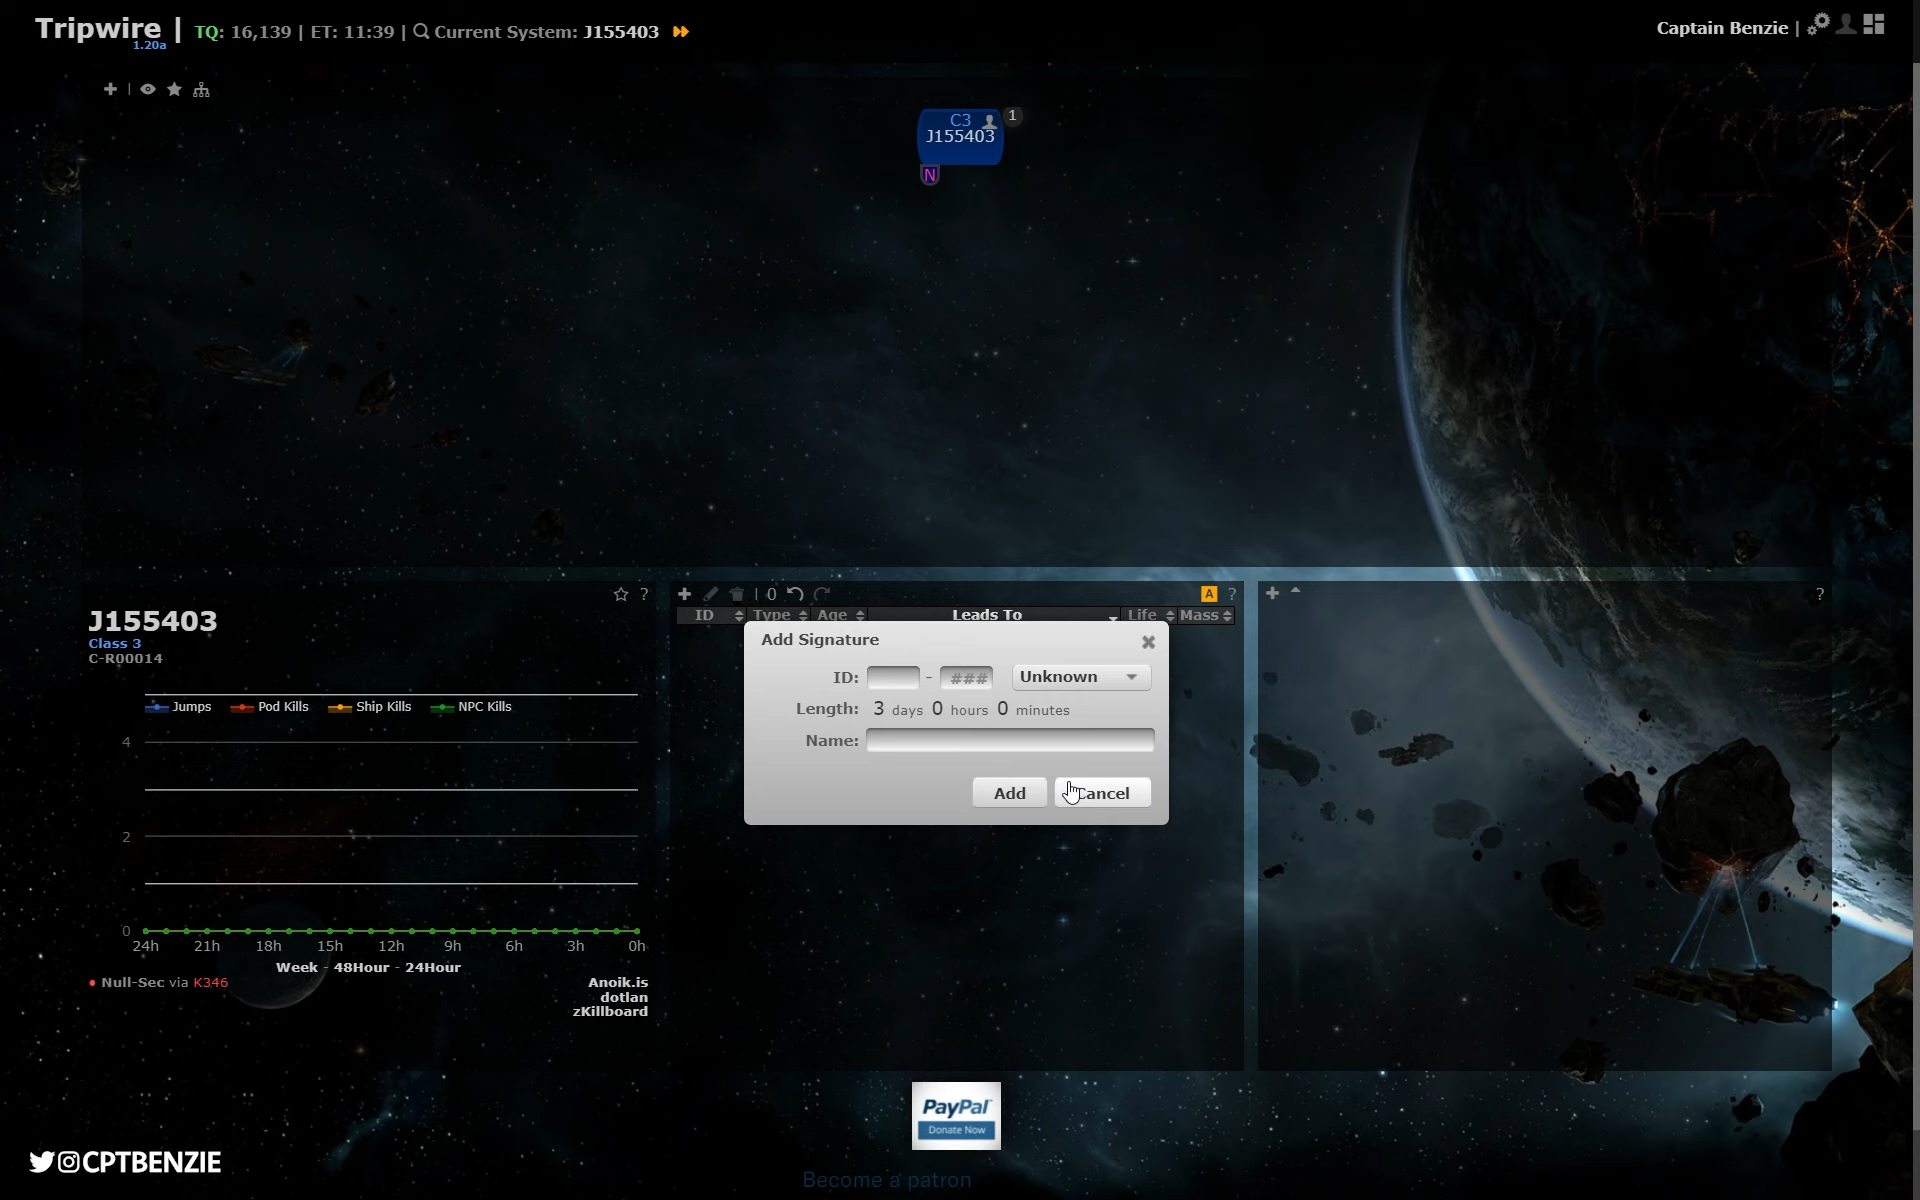 Tripwire | TQ: 16,139 | ET: 11:39 | Current System: J155403
1.20a
Captain Benzie |
+ |
C3
J155403
1
N
? + | 0 A ? + ?
ID Type Age Leads To Life Mass
J155403
Class 3
C-R00014
Jumps Pod Kills Ship Kills NPC Kills
4
2
0
24h 21h 18h 15h 12h 9h 6h 3h 0h
Week - 48Hour - 24Hour
• Null-Sec via K346
Anoik.is
dotlan
zKillboard
Add Signature
ID: - ### Unknown
Length: 3 days 0 hours 0 minutes
Name:
Add Cancel
PayPal
Donate Now
Become a patron
CPTBENZIE